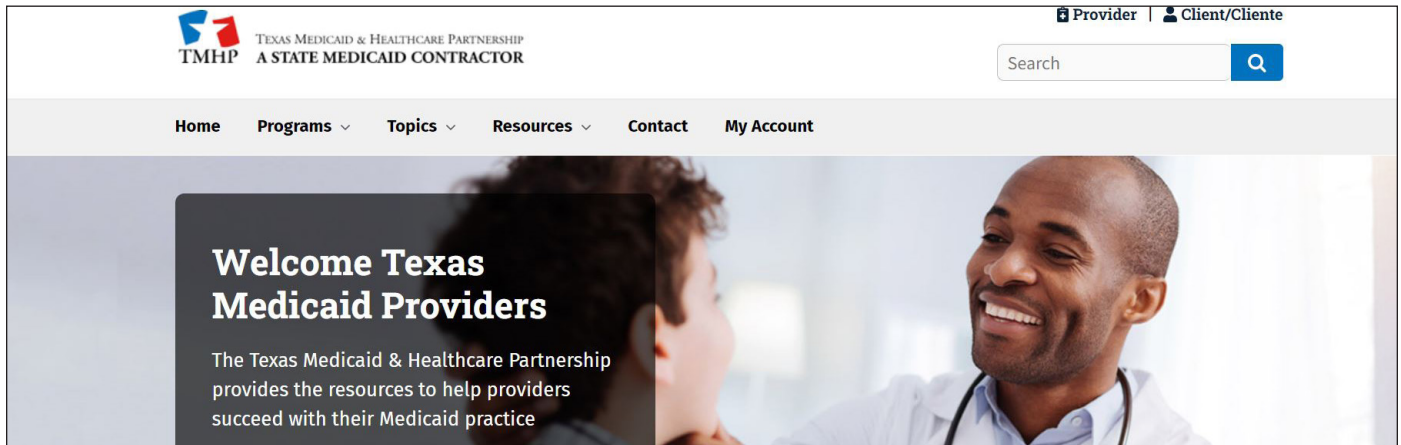 Provider | Client/Cliente
TMHP
TEXAS MEDICAID & HEALTHCARE PARTNERSHIP
A STATE MEDICAID CONTRACTOR
Search
Home Programs Topics Resources Contact My Account
Welcome Texas
Medicaid Providers
The Texas Medicaid & Healthcare Partnership
provides the resources to help providers
succeed with their Medicaid practice